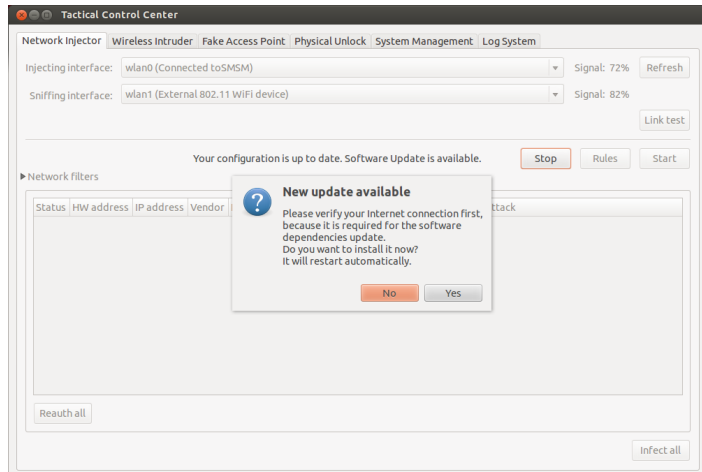 Tactical Control Center
Network Injector Wireless Intruder Fake Access Point Physical Unlock System Management Log System
Injecting interface: wlan0 (Connected toSMSM) Signal: 72% Refresh
Sniffing interface: wlan1 (External 802.11 WiFi device) Signal: 82%
Link test
Your configuration is up to date. Software Update is available. Stop Rules Start
Network filters
Status HW address IP address Vendor ttack
New update available
Please verify your Internet connection first,
because it is required for the software
dependencies update.
Do you want to install it now?
It will restart automatically.
No Yes
Reauth all
Infect all